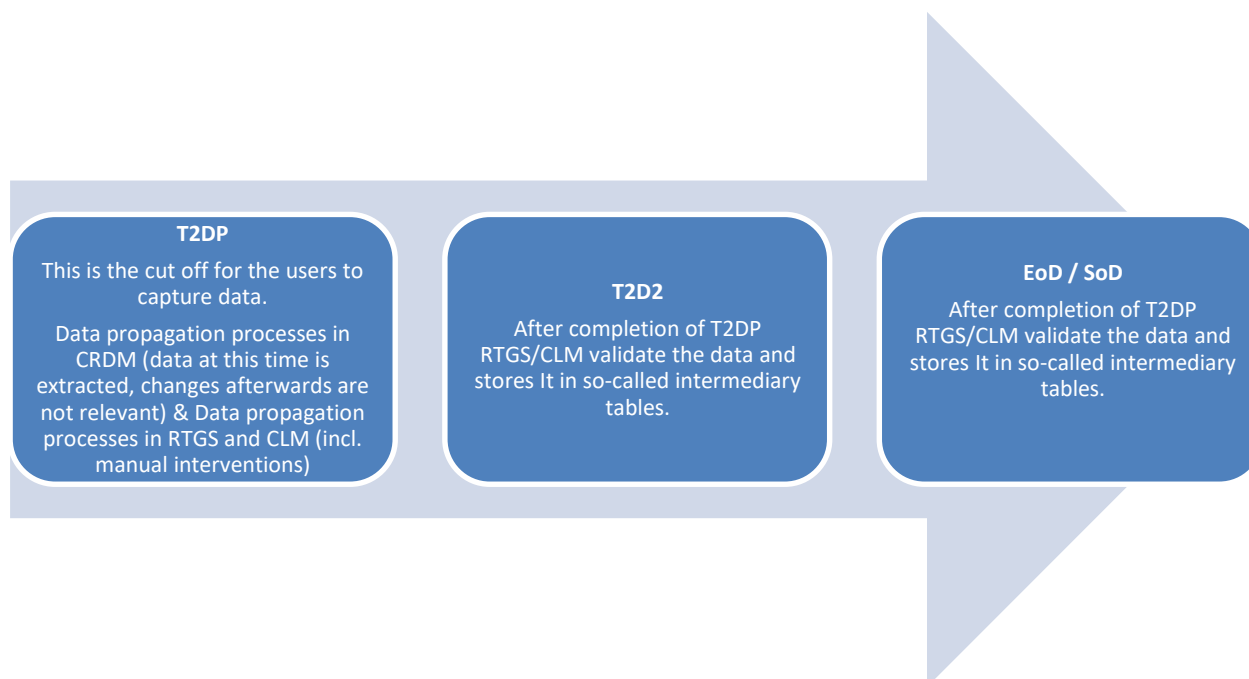 T2DP
This is the cut off for the users to
capture data.
Data propagation processes in
CRDM (data at this time is
extracted, changes afterwards are
not relevant) & Data propagation
processes in RTGS and CLM (incl.
manual interventions)
T2D2
After completion of T2DP
RTGS/CLM validate the data and
stores It in so-called intermediary
tables.
EoD / SoD
After completion of T2DP
RTGS/CLM validate the data and
stores It in so-called intermediary
tables.